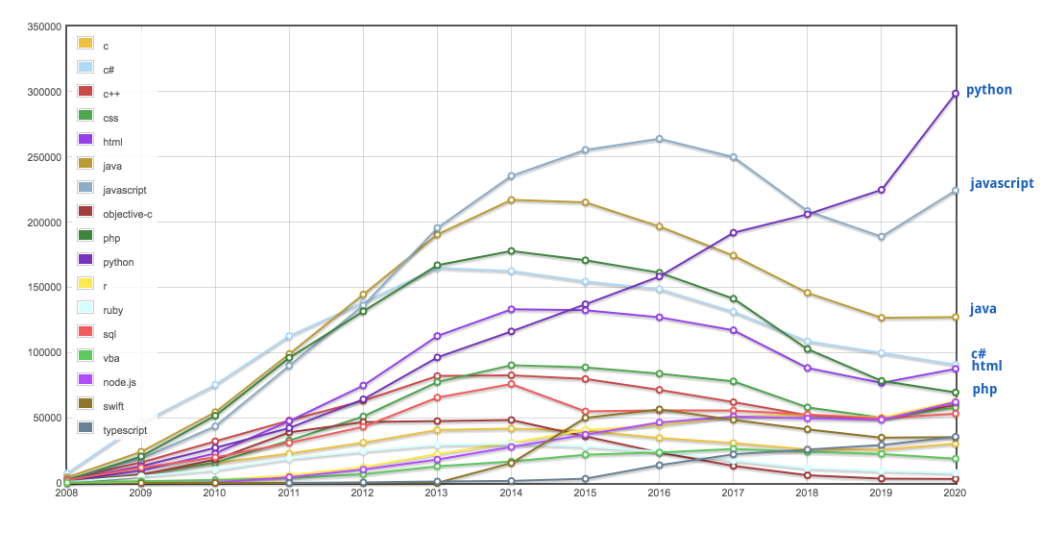 350000
300000
250000
200000
150000
100000
50000
0
c
c#
c++
css
html
java
javascript
objective-c
php
python
r
ruby
sql
vba
node.js
swift
typescript
python
javascript
java
c#
html
php
2008 2009 2010 2011 2012 2013 2014 2015 2016 2017 2018 2019 2020